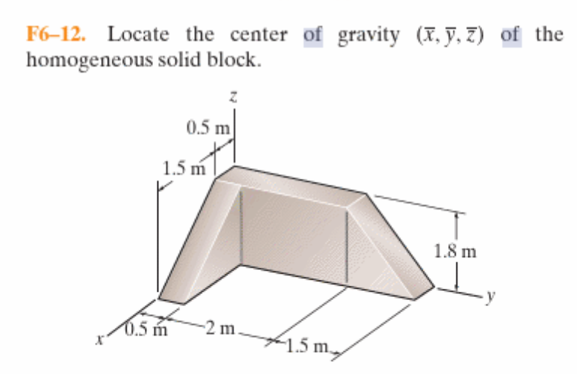 F6–12. Locate the center of gravity (x̄, ȳ, z̄) of the
homogeneous solid block.
z
0.5 m
1.5 m
1.8 m
y
x
0.5 m
2 m
1.5 m